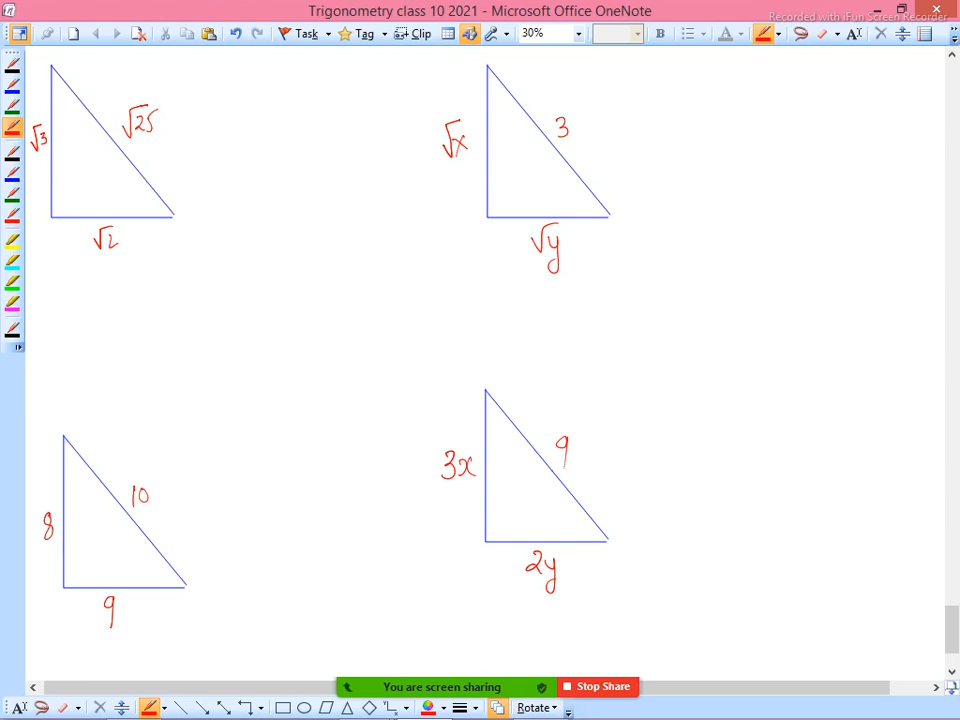 Trigonometry class 10 2021 - Microsoft Office OneNote
Recorded with iFun Screen Recorder
Task
Tag
Clip
30%
B
A
A
√3
√25
√2
√x
3
√y
8
10
9
3x
9
2y
You are screen sharing
Stop Share
A
Rotate